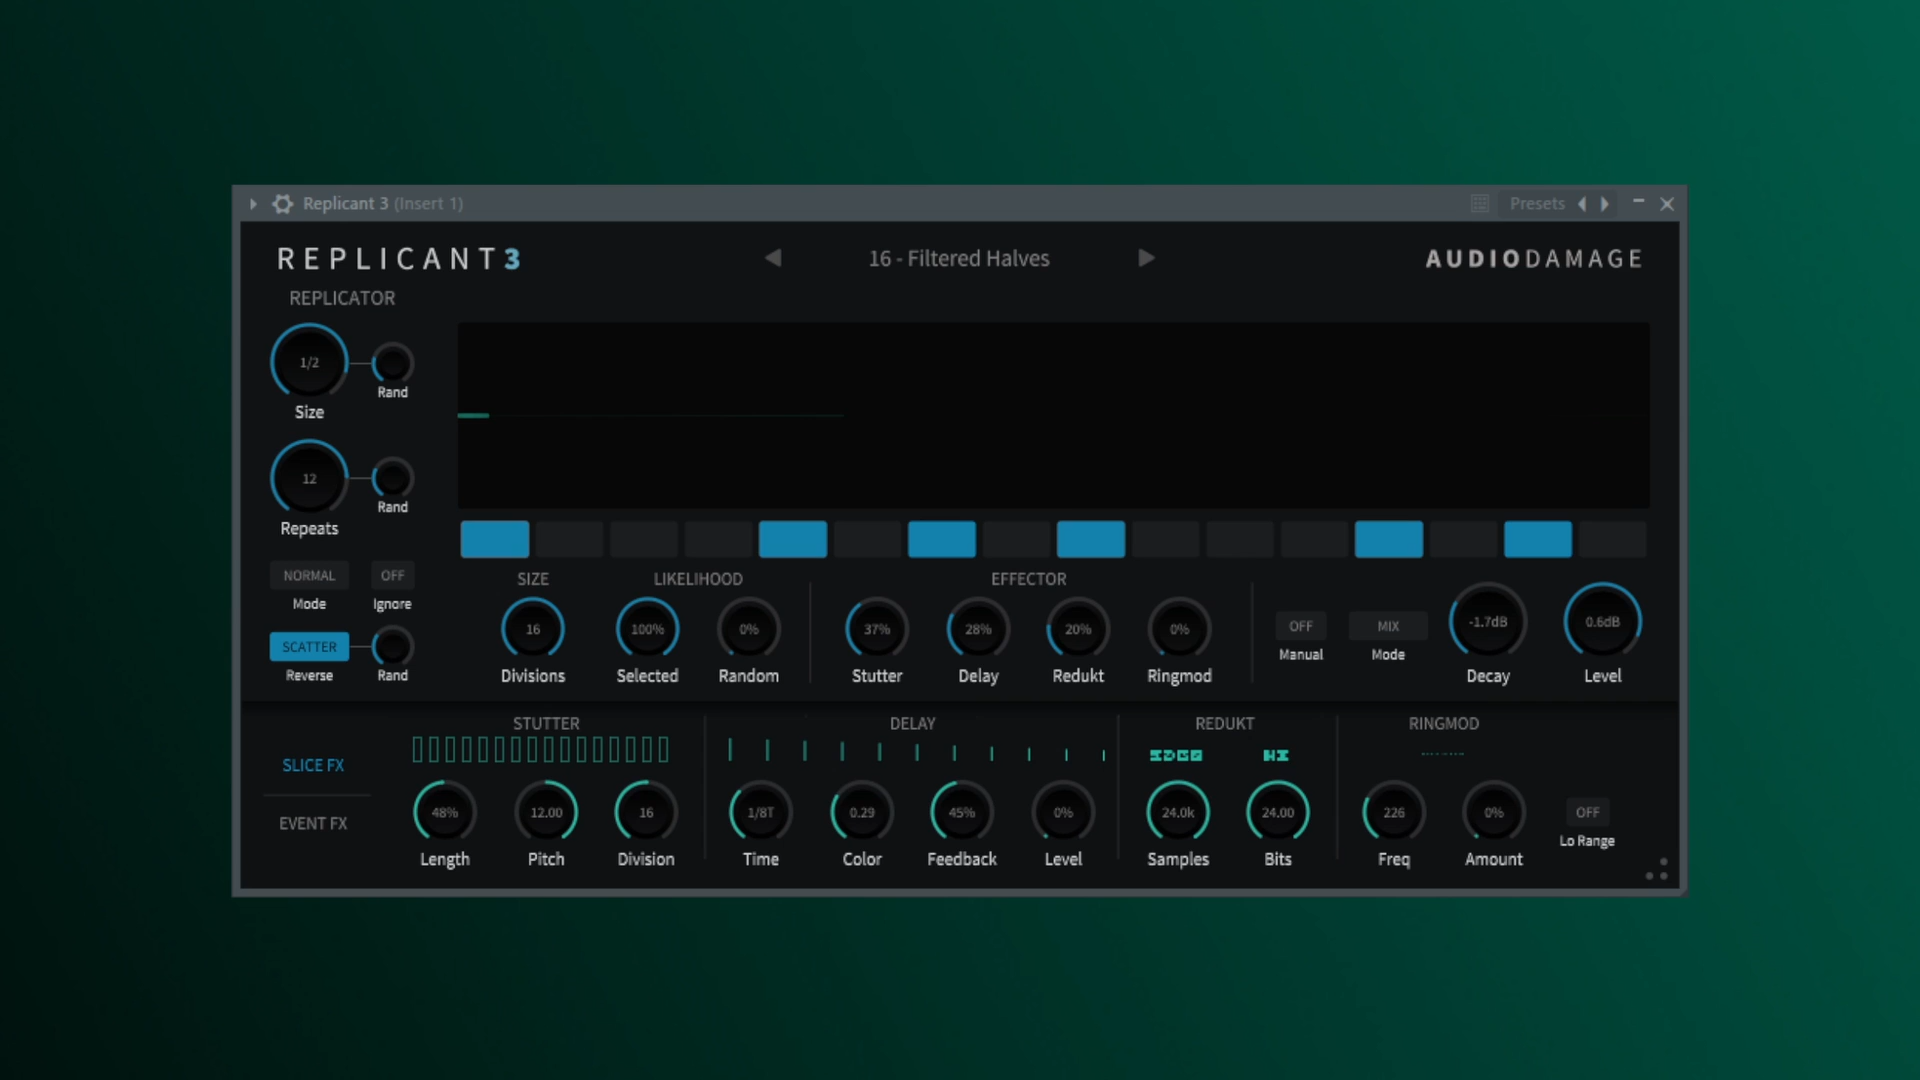 Replicant 3 (Insert 1)
Presets
REPLICANT3
16 - Filtered Halves
AUDIODAMAGE
REPLICATOR
1/2
Rand
Size
12
Rand
Repeats
NORMAL OFF
Mode Ignore
SCATTER
Reverse Rand
SIZE LIKELIHOOD EFFECTOR
16 100% 0% 37% 28% 20% 0% OFF MIX -1.7dB 0.6dB
Manual Mode
Divisions Selected Random Stutter Delay Redukt Ringmod Decay Level
STUTTER DELAY REDUKT RINGMOD
SLICE FX
EVENT FX
48% 12.00 16 1/8T 0.29 45% 0% 24.0k 24.00 226 0% OFF
Lo Range
Length Pitch Division Time Color Feedback Level Samples Bits Freq Amount